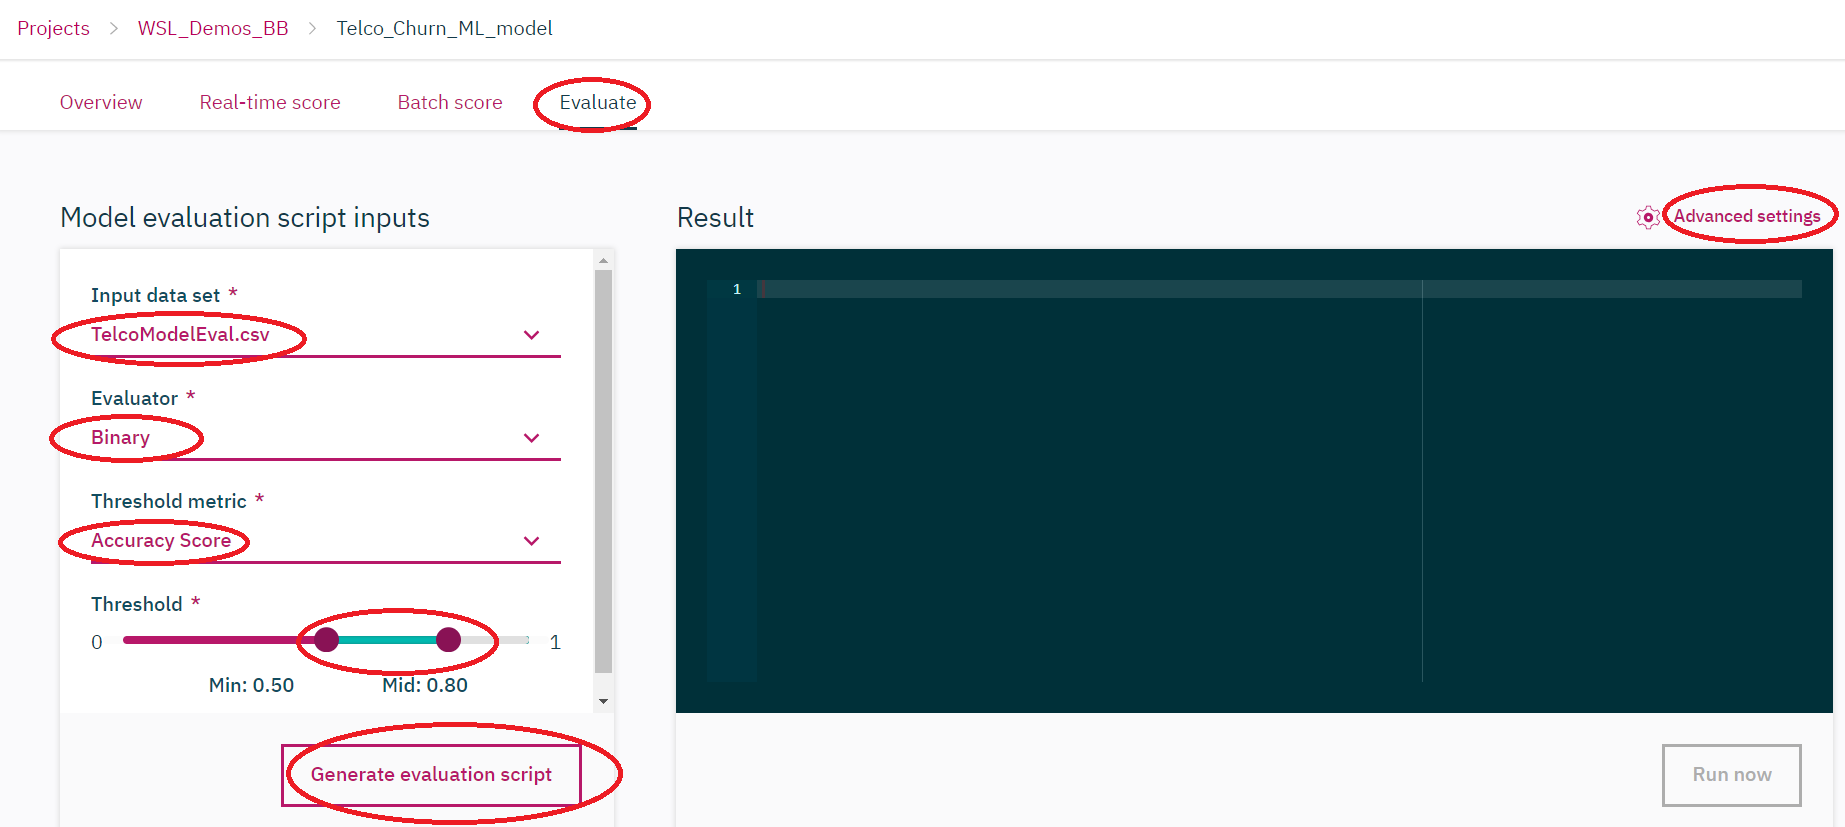 Projects > WSL_Demos_BB > Telco_Churn_ML_model
Overview Real-time score Batch score Evaluate
Model evaluation script inputs
Input data set *
TelcoModelEval.csv
Evaluator *
Binary
Threshold metric *
Accuracy Score
Threshold *
0 1
Min: 0.50 Mid: 0.80
Generate evaluation script
Result
Advanced settings
1
Run now